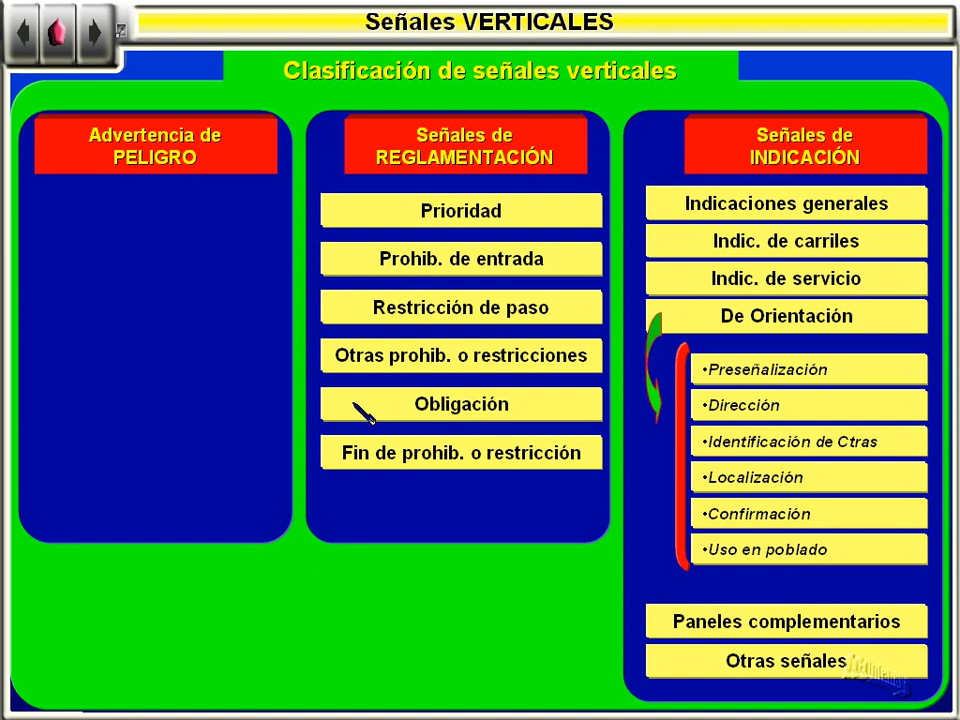 Señales VERTICALES
Clasificación de señales verticales
Advertencia de
PELIGRO
Señales de
REGLAMENTACIÓN
Prioridad
Prohib. de entrada
Restricción de paso
Otras prohib. o restricciones
Obligación
Fin de prohib. o restricción
Señales de
INDICACIÓN
Indicaciones generales
Indic. de carriles
Indic. de servicio
De Orientación
•Preseñalización
•Dirección
•Identificación de Ctras
•Localización
•Confirmación
•Uso en poblado
Paneles complementarios
Otras señales